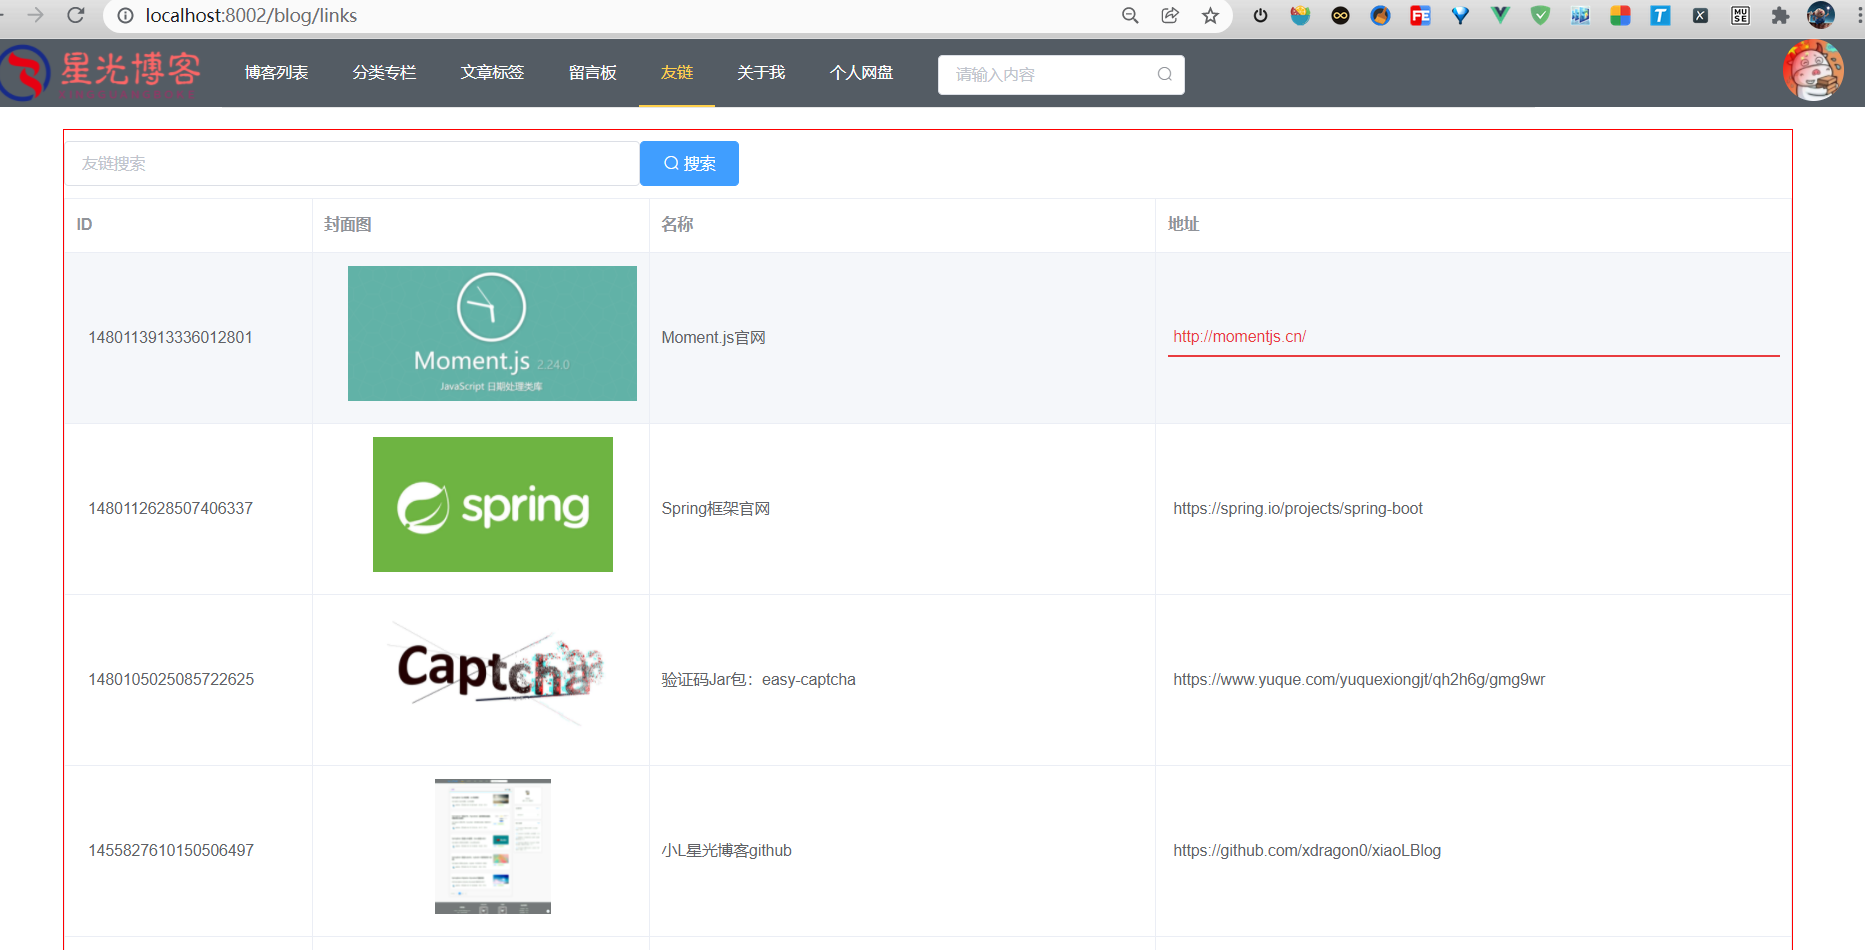 localhost:8002/blog/links
星光博客
博客列表 分类专栏 文章标签 留言板 友链 关于我 个人网盘 请输入内容
友链搜索 搜索
ID 封面图 名称 地址
1480113913336012801 Moment.js官网 http://momentjs.cn/
Moment.js 2.24.0
JavaScript 日期处理类库
1480112628507406337 spring Spring框架官网 https://spring.io/projects/spring-boot
1480105025085722625 Captcha 验证码Jar包：easy-captcha https://www.yuque.com/yuquexiongjt/qh2h6g/gmg9wr
1455827610150506497 小L星光博客github https://github.com/xdragon0/xiaoLBlog